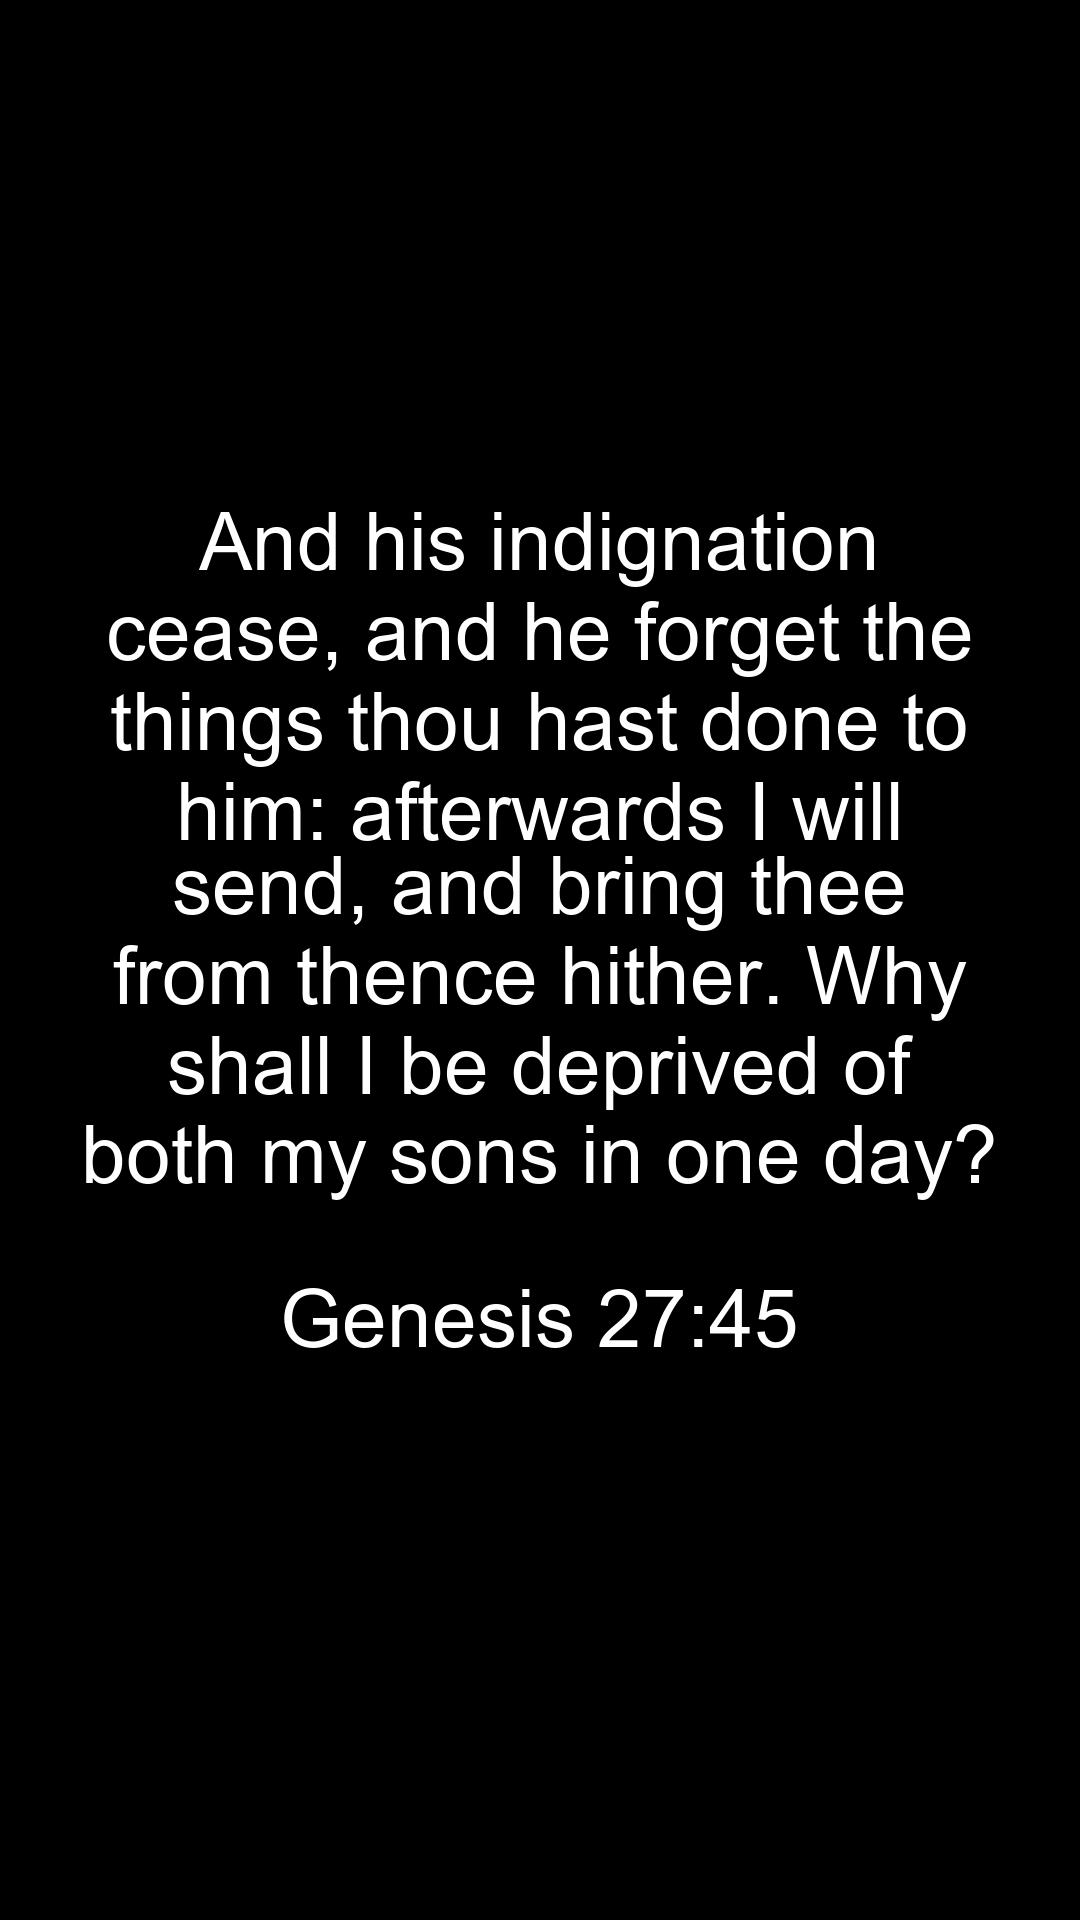 And his indignation
cease, and he forget the
things thou hast done to
him: afterwards I will
send, and bring thee
from thence hither. Why
shall I be deprived of
both my sons in one day?
Genesis 27:45